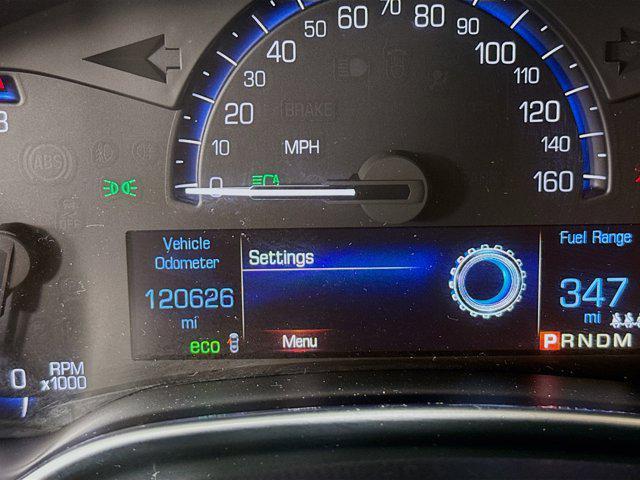 60 70 80
50 90
40 100
30 110
BRAKE
20 120
MPH
10 140
ABS
0 160
Vehicle
Odometer
120626
mi
eco
Settings
Menu
Fuel Range
347
mi
PRNDM
0 RPM
x1000